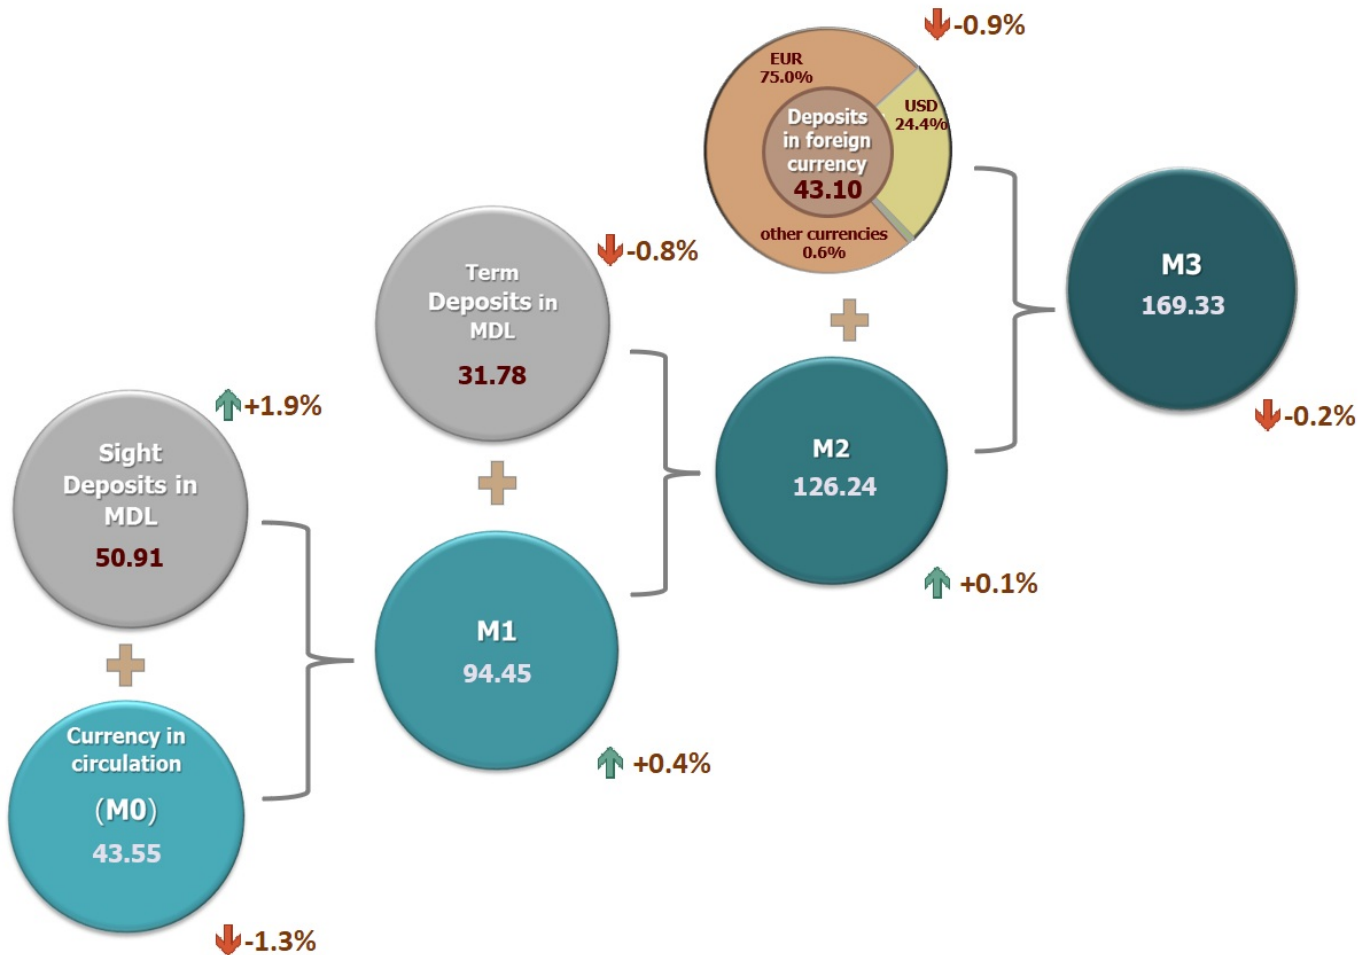 -0.9%
EUR
75.0%
USD
24.4%
Deposits
in foreign
currency
43.10
other currencies
0.6%
M3
169.33
-0.2%
-0.8%
Term
Deposits in
MDL
31.78
M2
126.24
+0.1%
+1.9%
Sight
Deposits in
MDL
50.91
M1
94.45
+0.4%
Currency in
circulation
(M0)
43.55
-1.3%